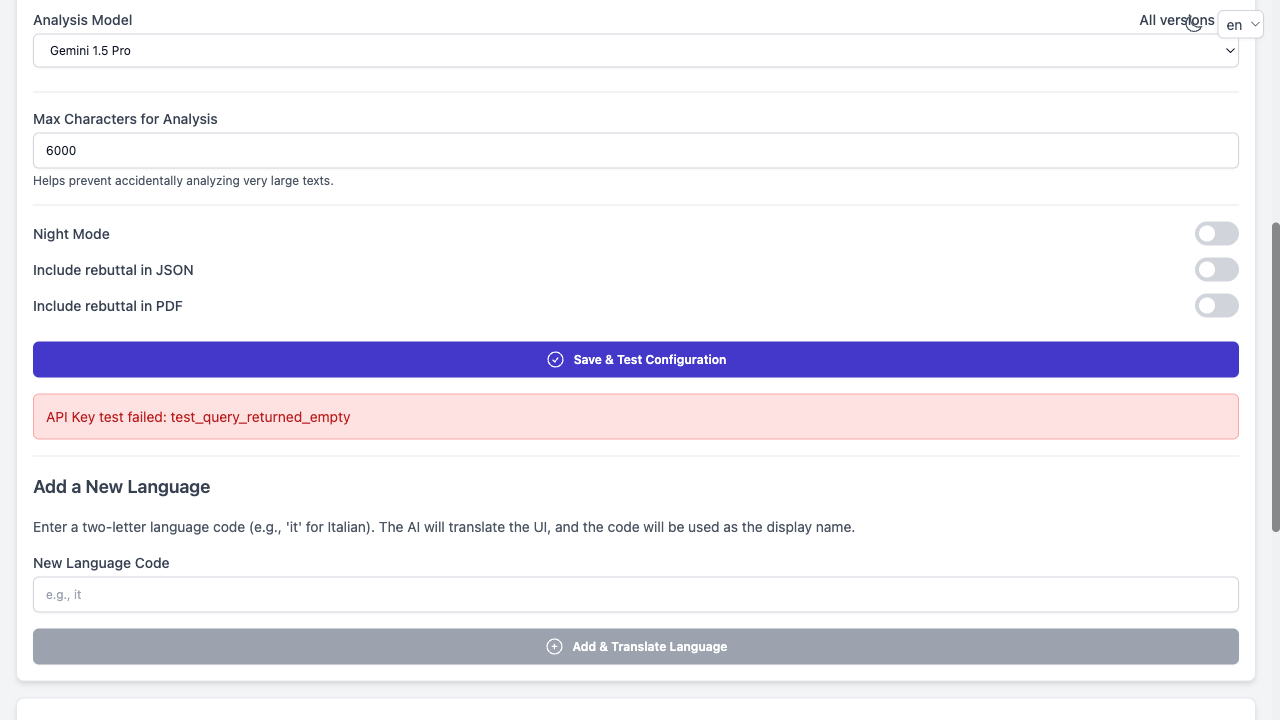 Analysis Model
All versions
en
Gemini 1.5 Pro
Max Characters for Analysis
6000
Helps prevent accidentally analyzing very large texts.
Night Mode
Include rebuttal in JSON
Include rebuttal in PDF
Save & Test Configuration
API Key test failed: test_query_returned_empty
Add a New Language
Enter a two-letter language code (e.g., 'it' for Italian). The AI will translate the UI, and the code will be used as the display name.
New Language Code
e.g., it
Add & Translate Language